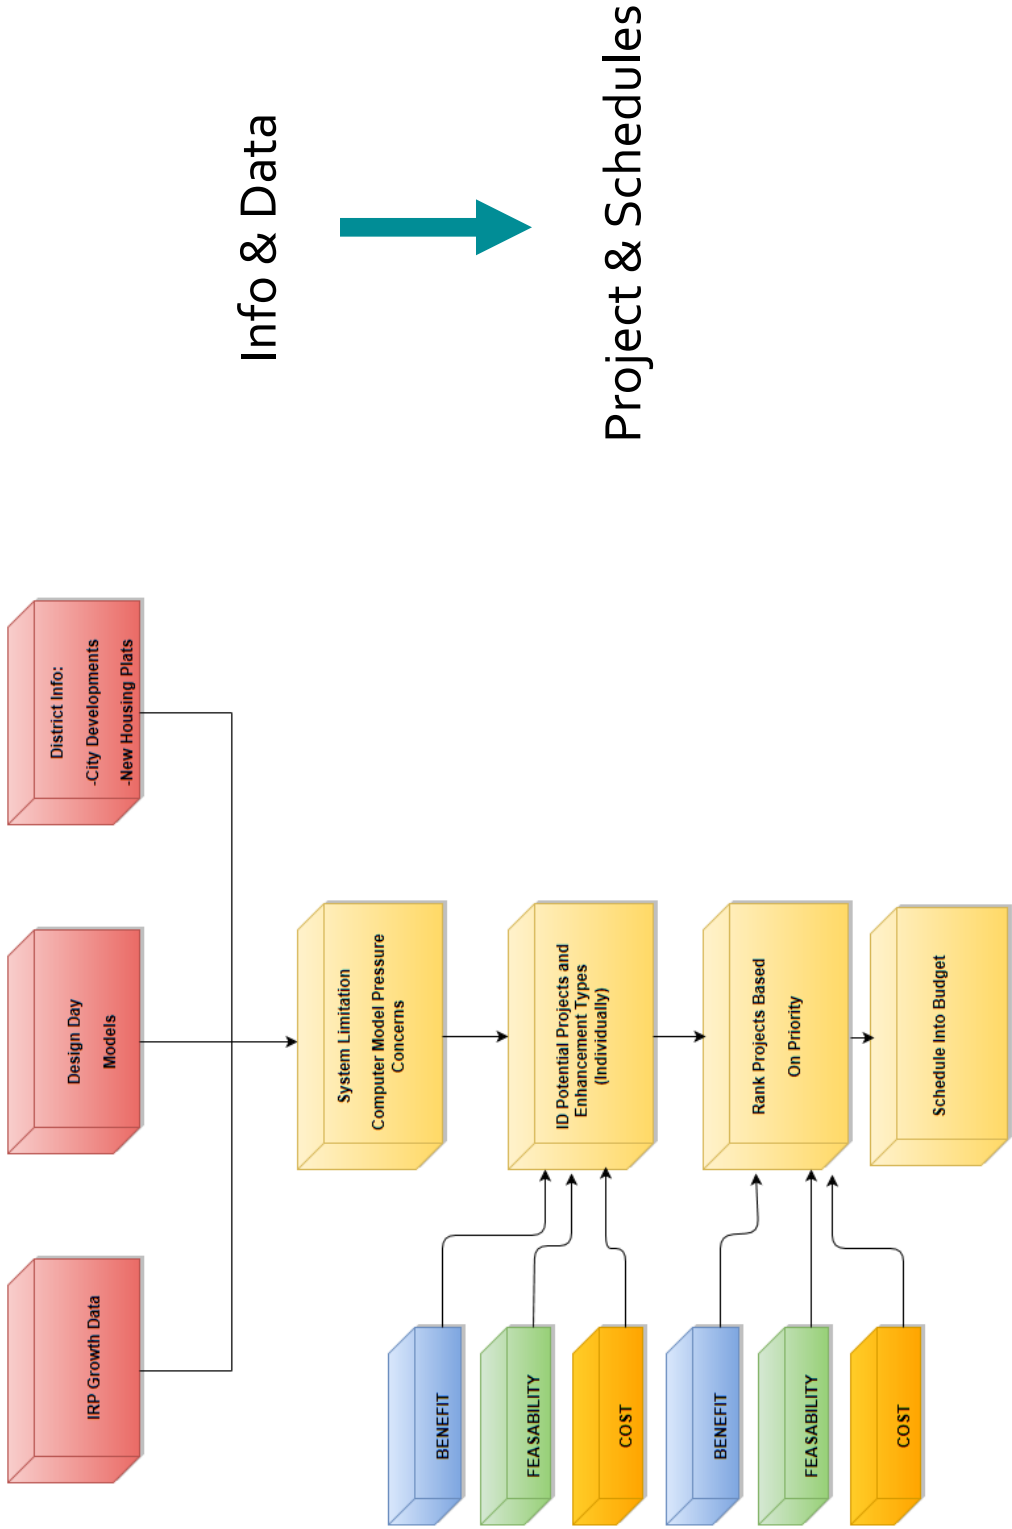 IRP Growth Data
Design Day
Models
District Info:
-City Developments
-New Housing Plats
Info & Data
Project & Schedules
System Limitation
Computer Model Pressure
Concerns
BENEFIT
FEASABILITY
COST
ID Potential Projects and
Enhancement Types
(Individually)
BENEFIT
FEASABILITY
COST
Rank Projects Based
On Priority
Schedule Into Budget